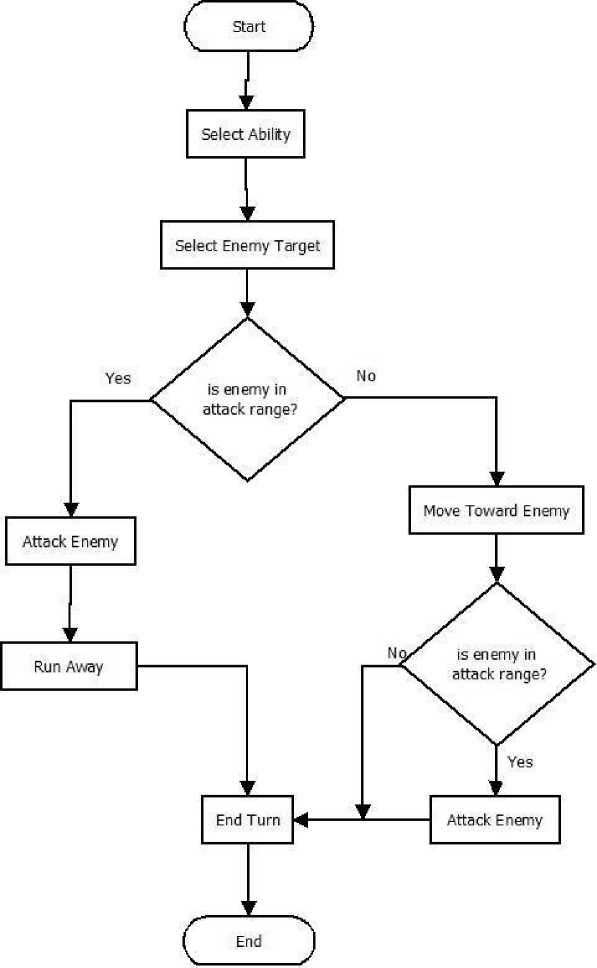 Start
Select Ability
Select Enemy Target
is enemy in
attack range?
Yes
No
Attack Enemy
Move Toward Enemy
Run Away
is enemy in
attack range?
No
Yes
End Turn
Attack Enemy
End